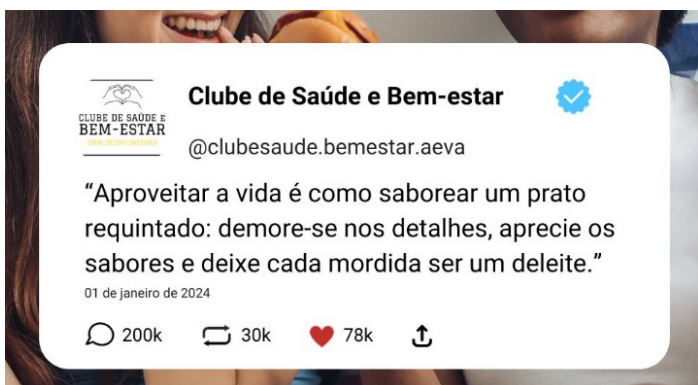 CLUBE DE SAÚDE E
BEM-ESTAR
Clube de Saúde e Bem-estar
@clubesaude.bemestar.aeva
“Aproveitar a vida é como saborear um prato
requintado: demore-se nos detalhes, aprecie os
sabores e deixe cada mordida ser um deleite.”
01 de janeiro de 2024
200k 30k 78k